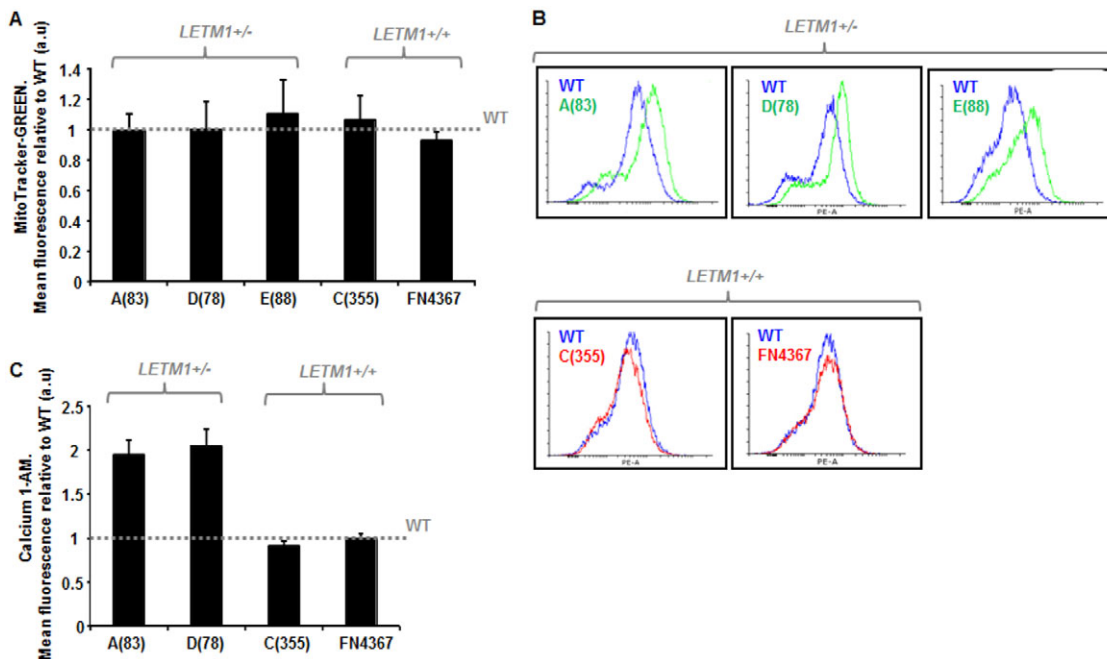 A
LETM1+/-
LETM1+/+
MitoTracker-GREEN.
Mean fluorescence relative to WT (a.u)
1.4
1.2
1
0.8
0.6
0.4
0.2
0
WT
A(83)
D(78)
E(88)
C(355)
FN4367
B
LETM1+/-
WT
A(83)
PE-A
WT
D(78)
PE-A
WT
E(88)
PE-A
LETM1+/+
WT
C(355)
PE-A
WT
FN4367
PE-A
C
LETM1+/-
LETM1+/+
Calcium 1-AM.
Mean fluorescence relative to WT (a.u)
2.5
2
1.5
1
0.5
0
WT
A(83)
D(78)
C(355)
FN4367